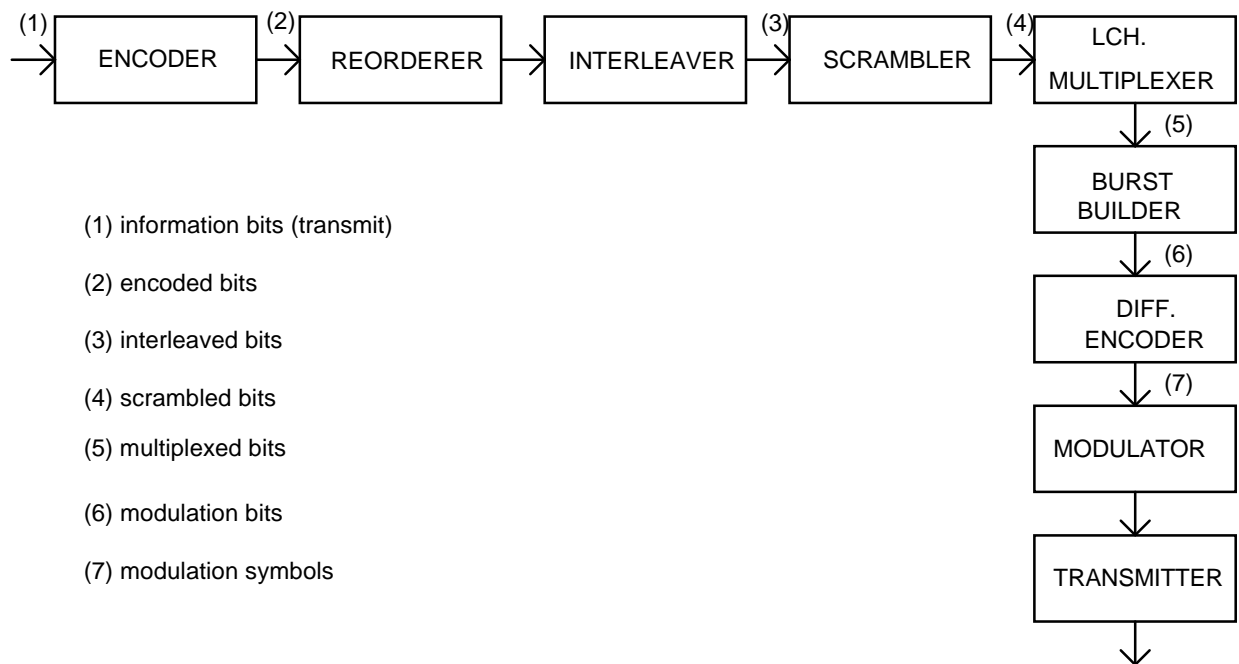 (1)
(2)
(3)
(4)
ENCODER
REORDERER
INTERLEAVER
SCRAMBLER
LCH.
MULTIPLEXER
(5)
BURST
BUILDER
(6)
DIFF.
ENCODER
(7)
MODULATOR
TRANSMITTER
(1) information bits (transmit)
(2) encoded bits
(3) interleaved bits
(4) scrambled bits
(5) multiplexed bits
(6) modulation bits
(7) modulation symbols